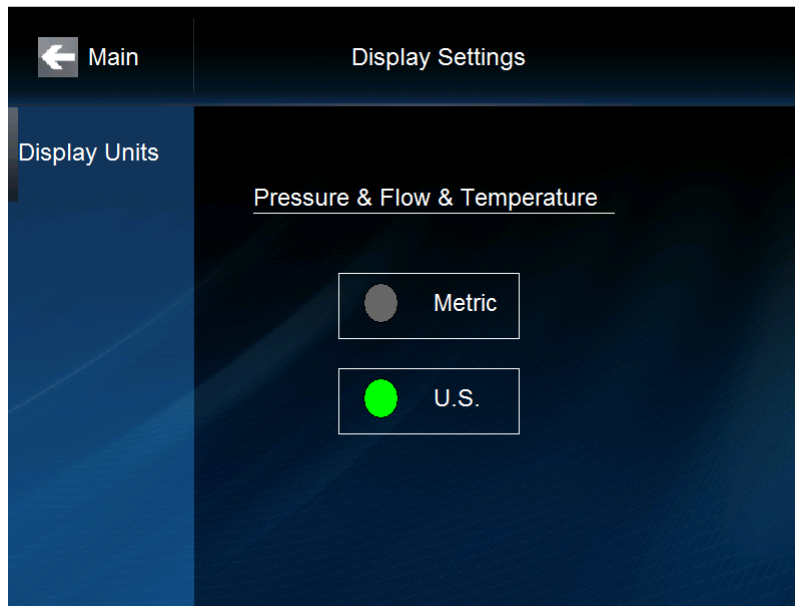 Main
Display Settings
Display Units
Pressure & Flow & Temperature
Metric
U.S.